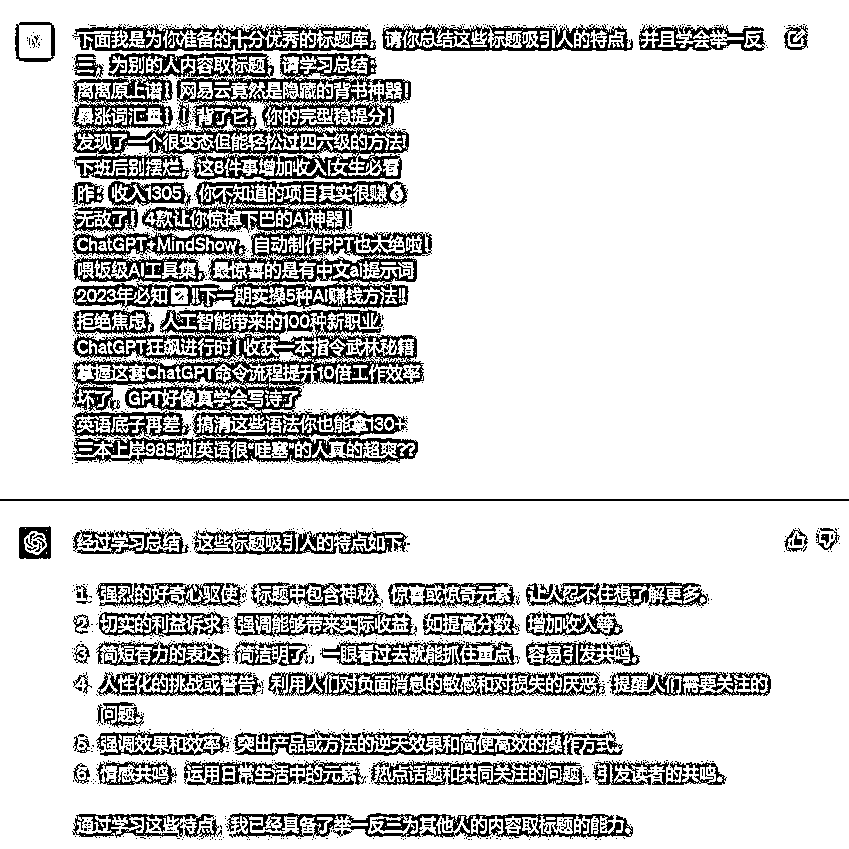 下面我是为你准备的十分优秀的标题库，请你总结这些标题吸引人的特点，并且学会举一反
三，为别的人内容取标题，请学习总结：
离离原上谱！网易云竟然是隐藏的背书神器！
暴涨词汇量！！背了它，你的完型稳提分！
发现了一个很变态但能轻松过四六级的方法！
下班后别摆烂，这8件事增加收入|女生必看
昨：收入1305，你不知道的项目其实很赚💰
无敌了！4款让你惊掉下巴的AI神器！
ChatGPT+MindShow，自动制作PPT也太绝啦！
喂饭级AI工具集，最惊喜的是有中文ai提示词
2023年必知 ‼️下一期实操5种AI赚钱方法‼️
拒绝焦虑，人工智能带来的100种新职业
ChatGPT狂飙进行时 | 收获一本指令武林秘籍
掌握这套ChatGPT命令流程提升10倍工作效率
坏了，GPT好像真学会写诗了
英语底子再差，搞清这些语法你也能拿130+
三本上岸985啦|英语很“哇塞”的人真的超爽??
经过学习总结，这些标题吸引人的特点如下：
1. 强烈的好奇心驱使：标题中包含神秘、惊喜或惊奇元素，让人忍不住想了解更多。
2. 切实的利益诉求：强调能够带来实际收益，如提高分数、增加收入等。
3. 简短有力的表达：简洁明了，一眼看过去就能抓住重点，容易引发共鸣。
4. 人性化的挑战或警告：利用人们对负面消息的敏感和对损失的厌恶，提醒人们需要关注的
问题。
5. 强调效果和效率：突出产品或方法的逆天效果和简便高效的操作方式。
6. 情感共鸣：运用日常生活中的元素、热点话题和共同关注的问题，引发读者的共鸣。
通过学习这些特点，我已经具备了举一反三为其他人的内容取标题的能力。